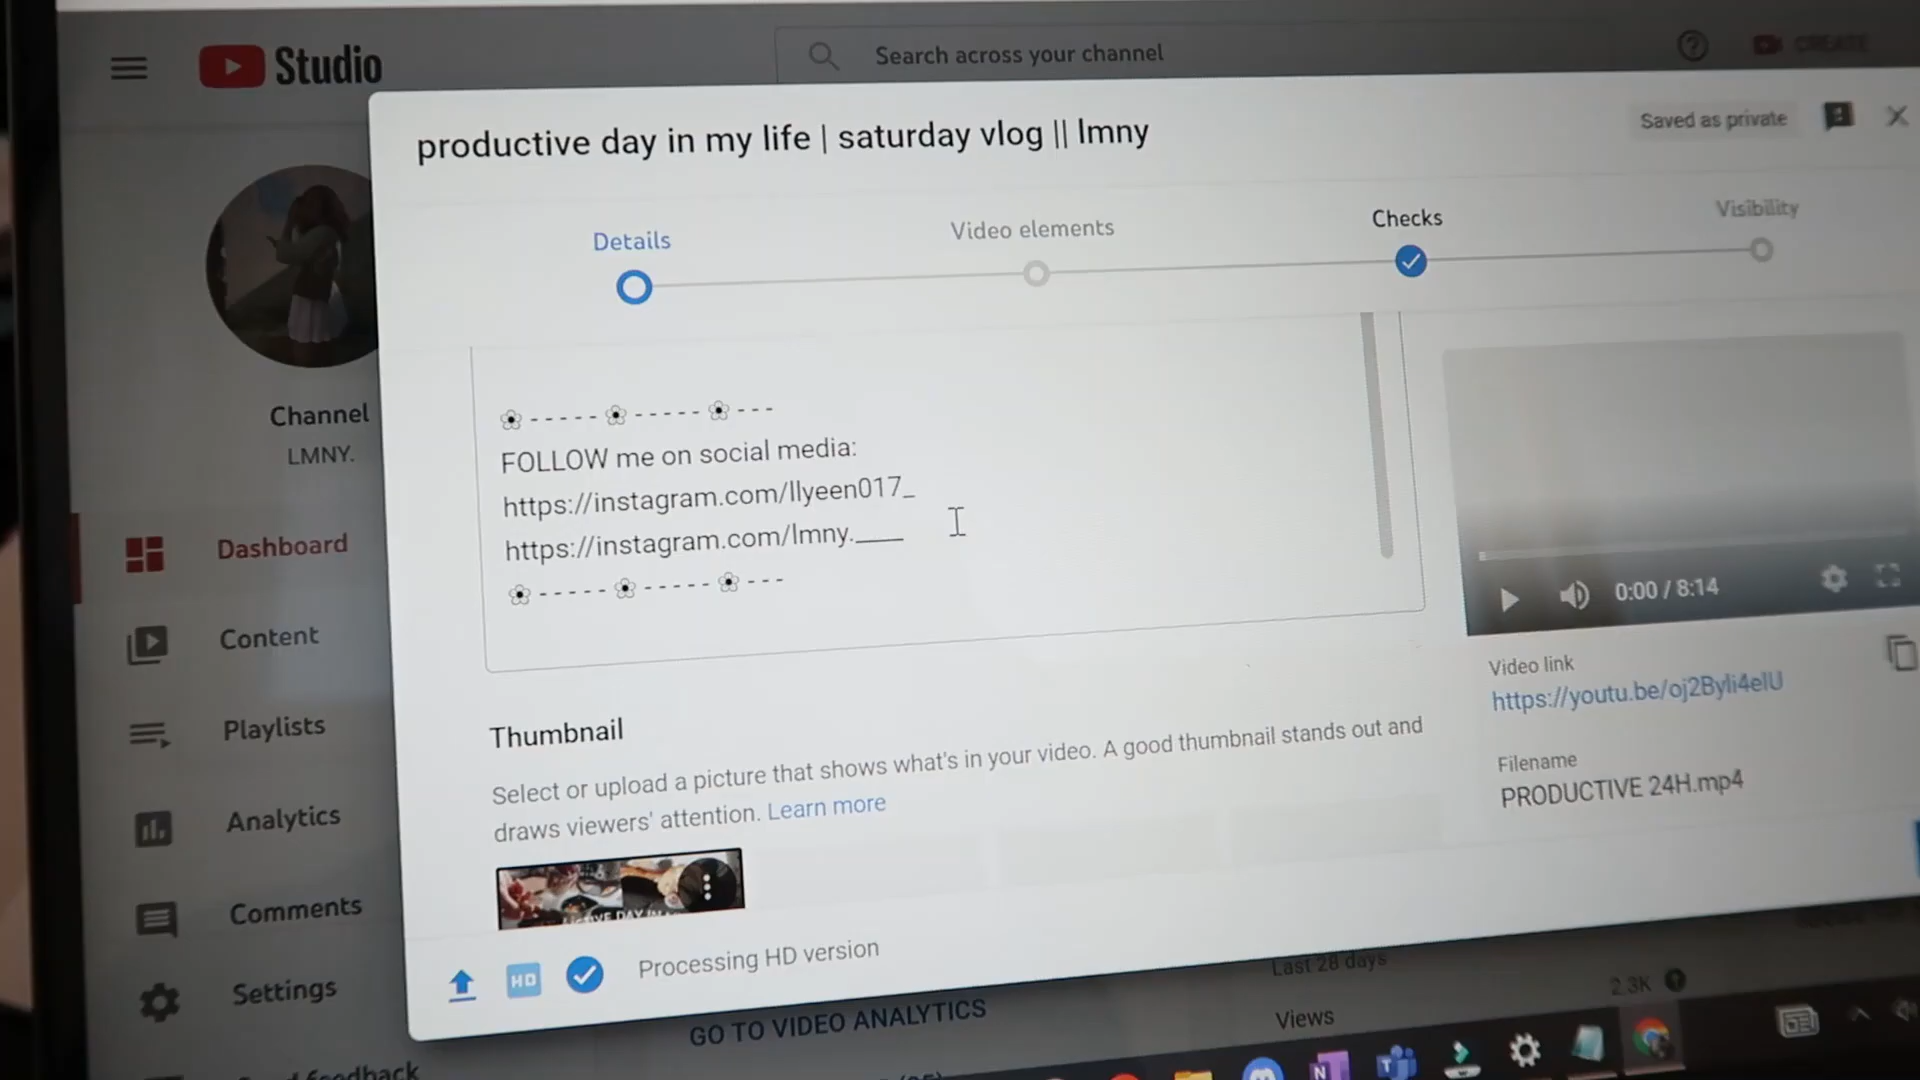 Studio
Search across your channel
CREATE
productive day in my life | saturday vlog || lmny
Saved as private
Details
Video elements
Checks
Visibility
Channel
LMNY.
Dashboard
Content
Playlists
Analytics
Comments
Settings
❀ - - - - - ❀ - - - - - ❀ - - -
FOLLOW me on social media:
https://instagram.com/llyeen017_
https://instagram.com/lmny.____
❀ - - - - - ❀ - - - - - ❀ - - -
0:00 / 8:14
Video link
https://youtu.be/oj2Byli4elU
Filename
PRODUCTIVE 24H.mp4
Thumbnail
Select or upload a picture that shows what's in your video. A good thumbnail stands out and
draws viewers' attention. Learn more
HD
Processing HD version
Last 28 days
2.3K
GO TO VIDEO ANALYTICS
Views
feedback